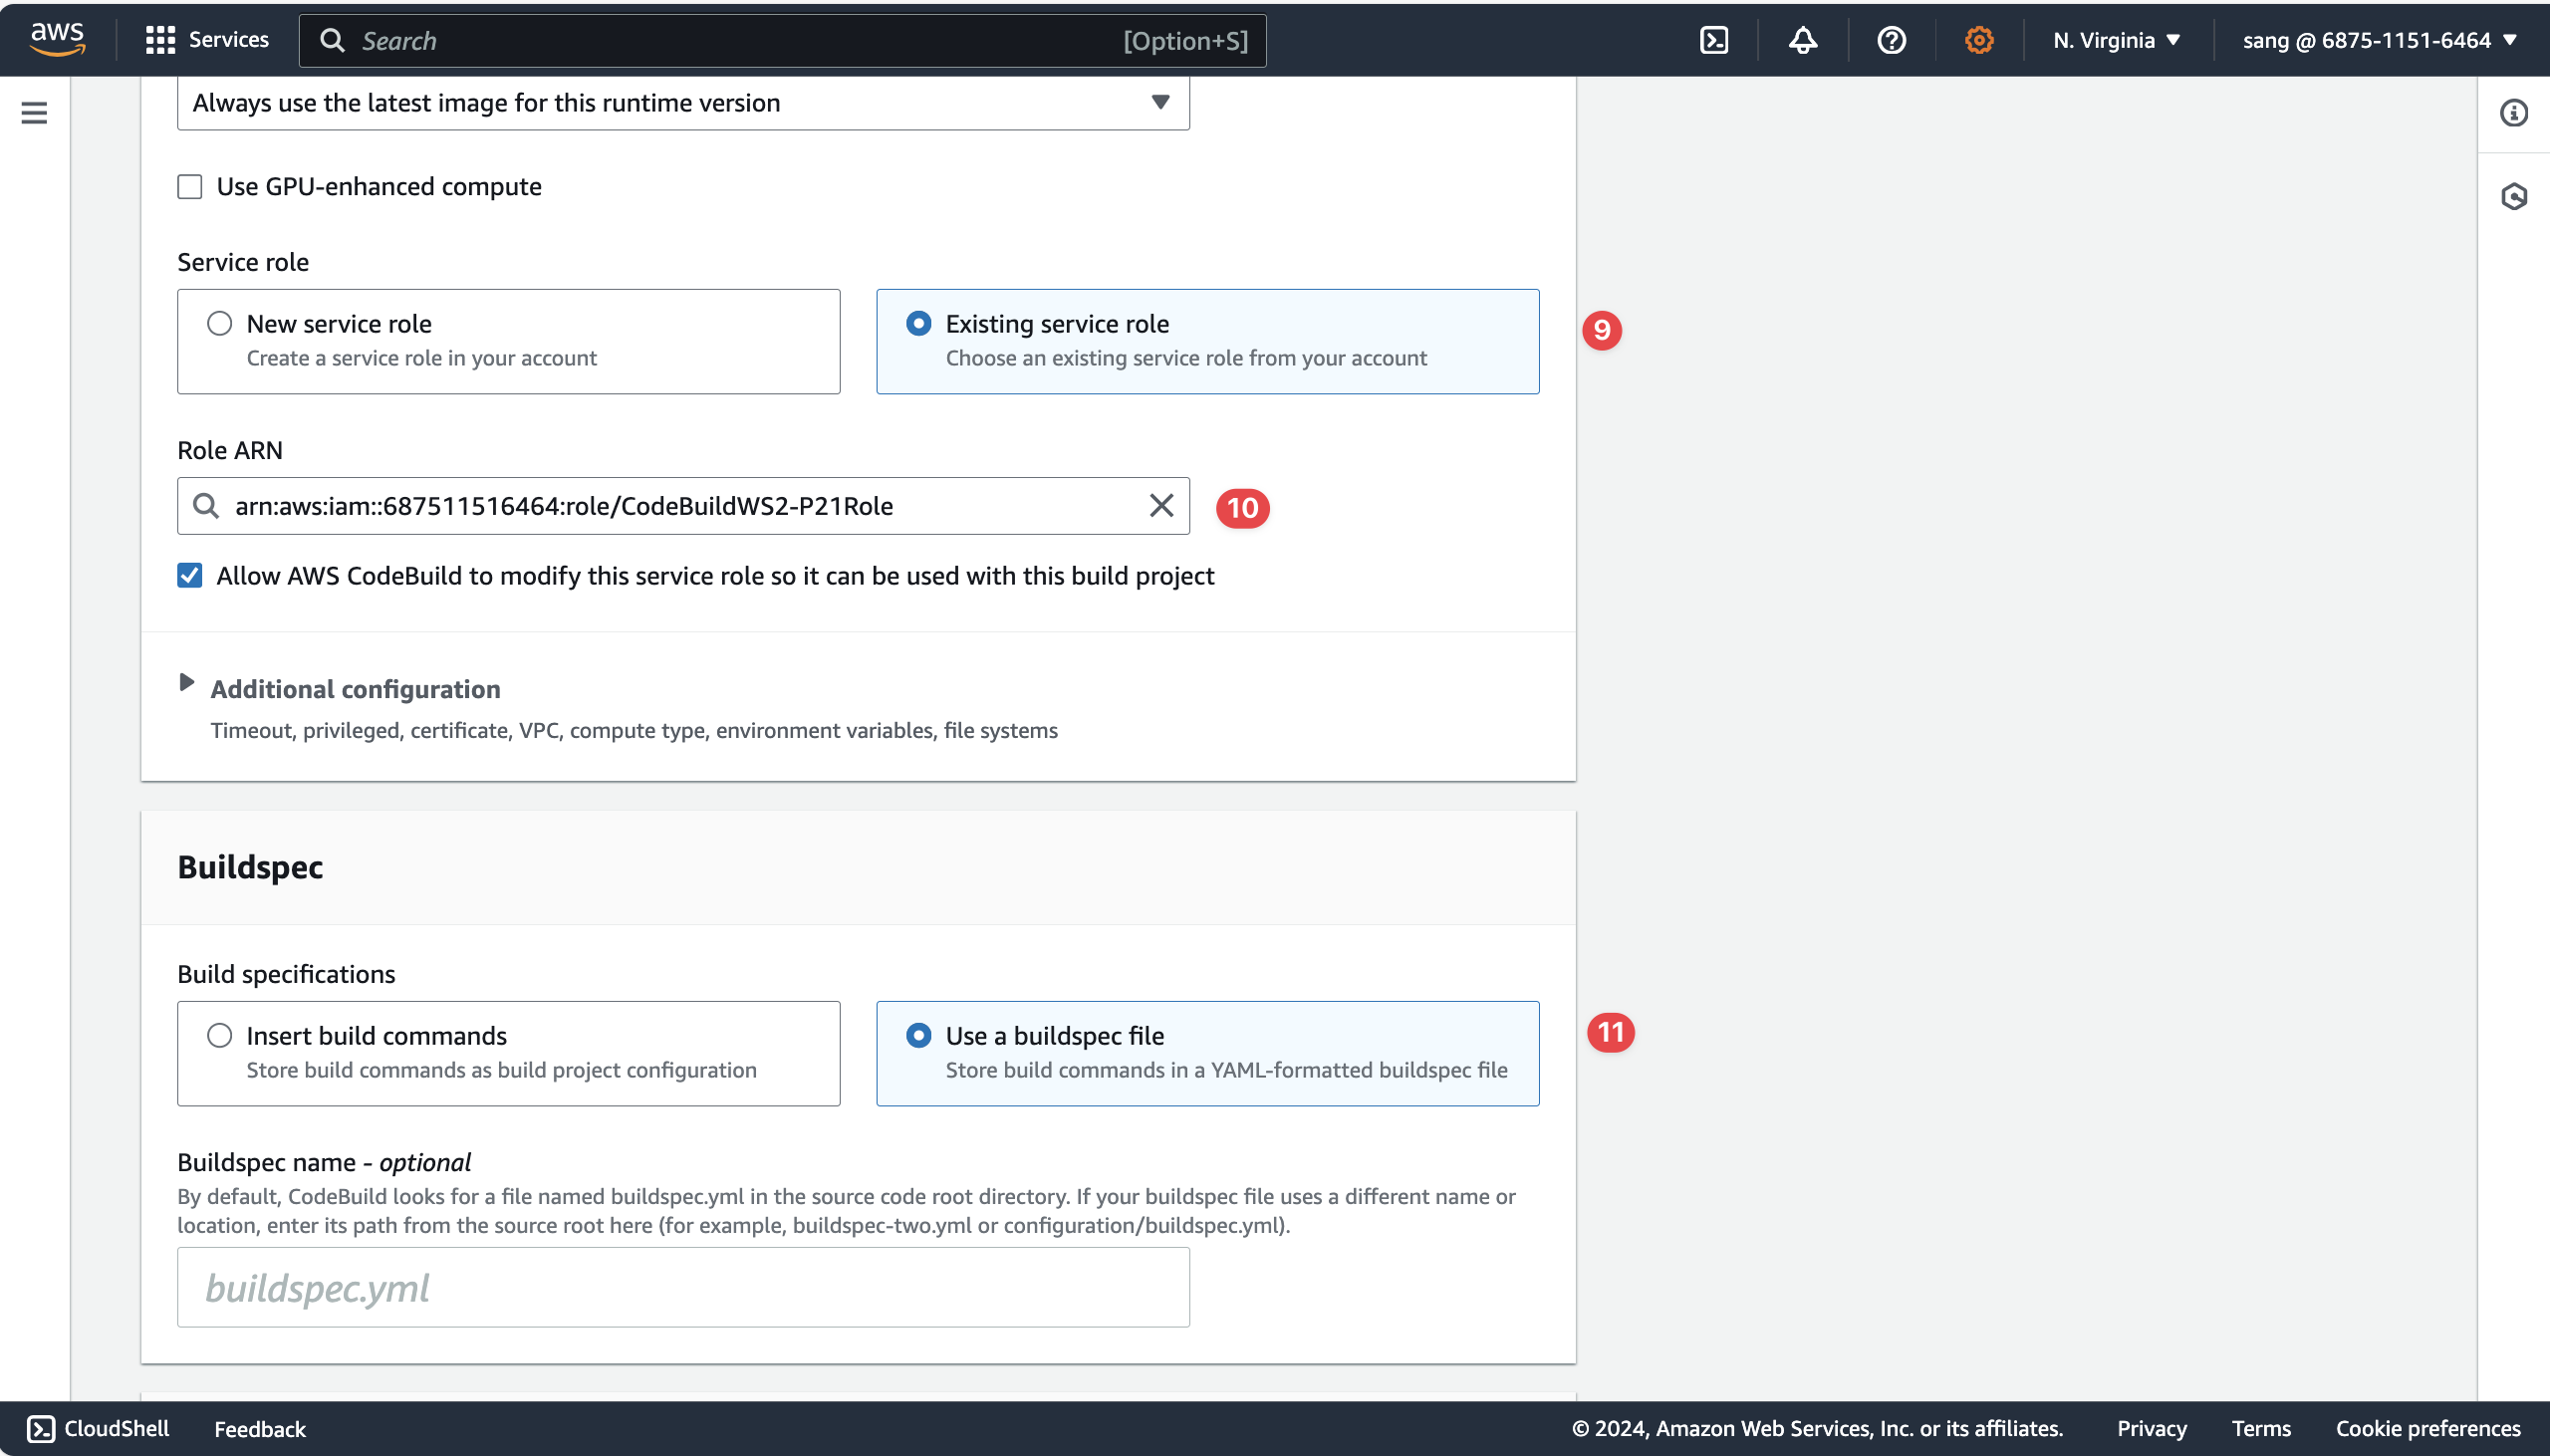 aws
Services
Search
[Option+S]
N. Virginia
sang @ 6875-1151-6464
Always use the latest image for this runtime version
Use GPU-enhanced compute
Service role
New service role
Create a service role in your account
Existing service role
Choose an existing service role from your account
9
Role ARN
arn:aws:iam::687511516464:role/CodeBuildWS2-P21Role
10
Allow AWS CodeBuild to modify this service role so it can be used with this build project
Additional configuration
Timeout, privileged, certificate, VPC, compute type, environment variables, file systems
Buildspec
Build specifications
Insert build commands
Store build commands as build project configuration
Use a buildspec file
Store build commands in a YAML-formatted buildspec file
11
Buildspec name - optional
By default, CodeBuild looks for a file named buildspec.yml in the source code root directory. If your buildspec file uses a different name or
location, enter its path from the source root here (for example, buildspec-two.yml or configuration/buildspec.yml).
buildspec.yml
CloudShell
Feedback
© 2024, Amazon Web Services, Inc. or its affiliates.
Privacy
Terms
Cookie preferences